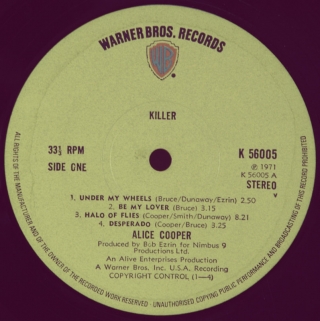 WARNER BROS. RECORDS
KILLER
33⅓ RPM
SIDE ONE
K 56005
℗ 1971
K 56005 A
STEREO
v
1. UNDER MY WHEELS (Bruce/Dunaway/Ezrin) 2.50
2. BE MY LOVER (Bruce) 3.15
3. HALO OF FLIES (Cooper/Smith/Dunaway) 8.21
4. DESPERADO (Cooper/Bruce) 3.25
ALICE COOPER
Produced by Bob Ezrin for Nimbus 9
Productions Ltd.
An Alive Enterprises Production
A Warner Bros. Inc. U.S.A. Recording
COPYRIGHT CONTROL (1—4)
ALL RIGHTS OF THE MANUFACTURER AND OF THE OWNER OF THE RECORDED WORK RESERVED - UNAUTHORISED COPYING PUBLIC PERFORMANCE AND BROADCASTING OF THIS RECORD PROHIBITED